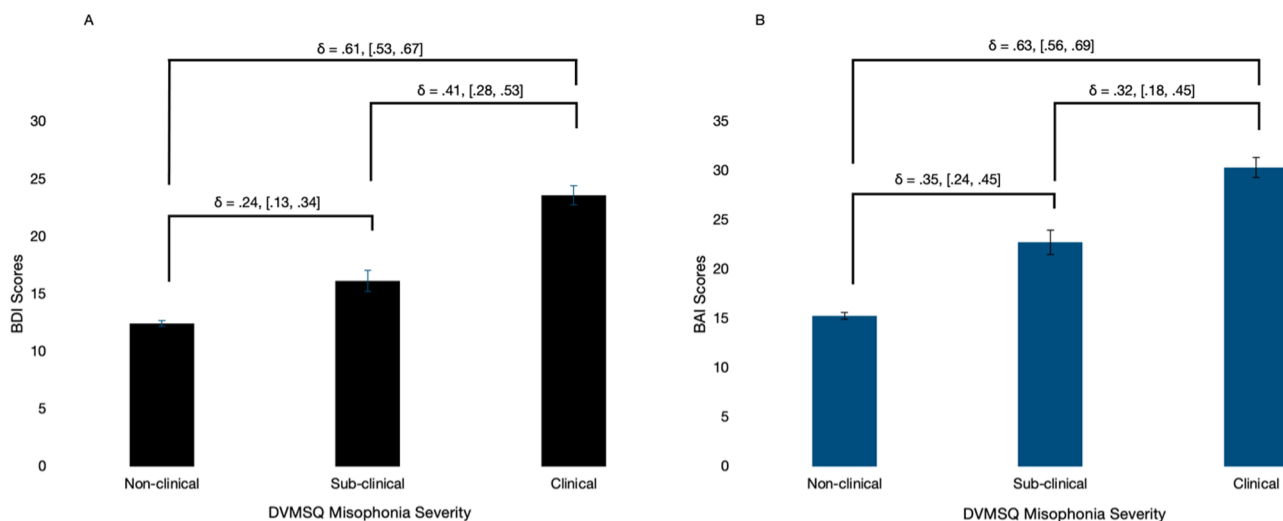 A
δ = .61, [.53, .67]
δ = .41, [.28, .53]
δ = .24, [.13, .34]
30
25
20
15
10
5
0
BDI Scores
Non-clinical
Sub-clinical
Clinical
DVMSQ Misophonia Severity
B
δ = .63, [.56, .69]
δ = .32, [.18, .45]
δ = .35, [.24, .45]
35
30
25
20
15
10
5
0
BAI Scores
Non-clinical
Sub-clinical
Clinical
DVMSQ Misophonia Severity